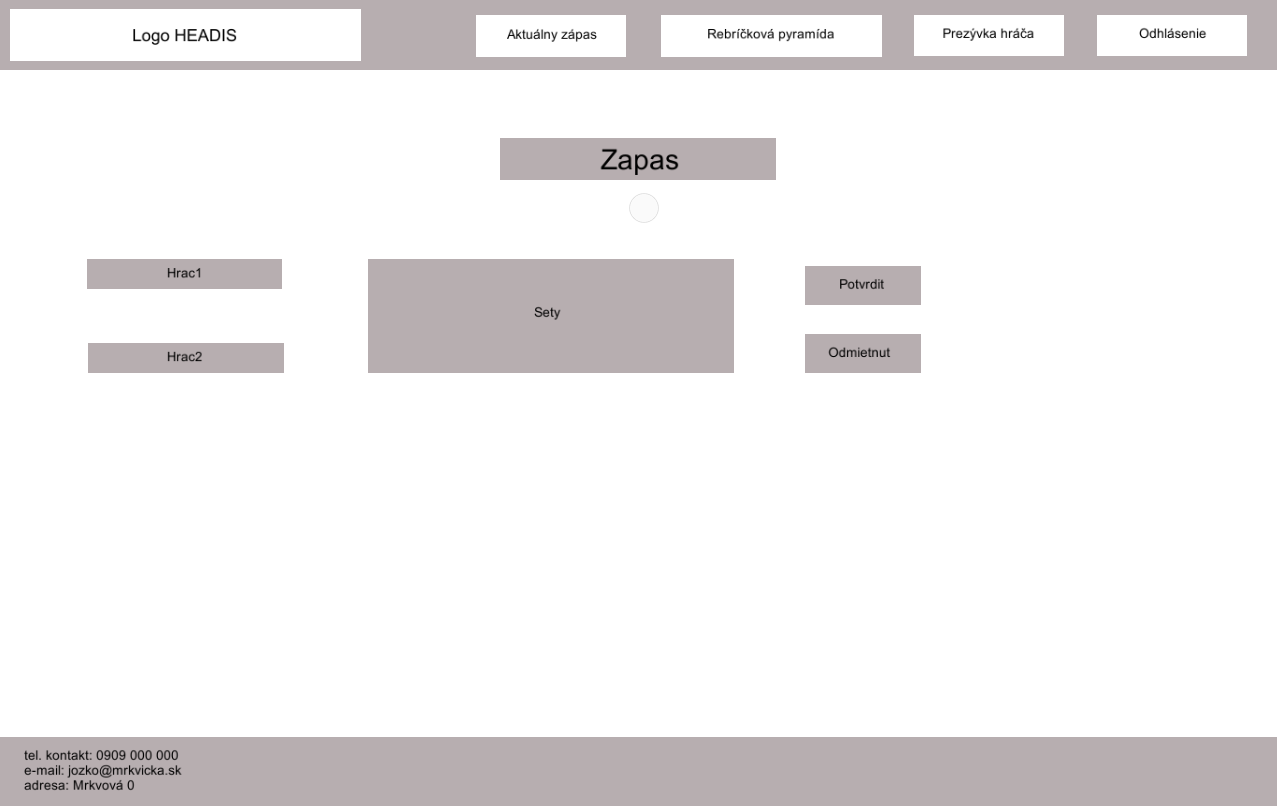 Logo HEADIS
Aktuálny zápas
Rebríčková pyramída
Prezývka hráča
Odhlásenie
Zapas
Hrac1
Sety
Potvrdit
Hrac2
Odmietnut
tel. kontakt: 0909 000 000
e-mail: jozko@mrkvicka.sk
adresa: Mrkvová 0